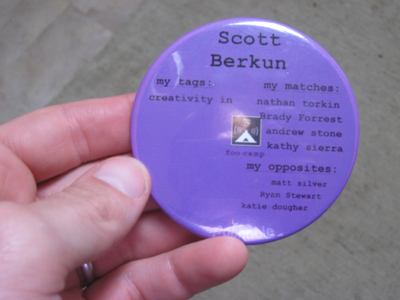 Scott
Berkun
my tags:
creativity in
my matches:
nathan torkin
Brady Forrest
andrew stone
kathy sierra
foo camp
my opposites:
matt silver
Ryan Stewart
katie dougher